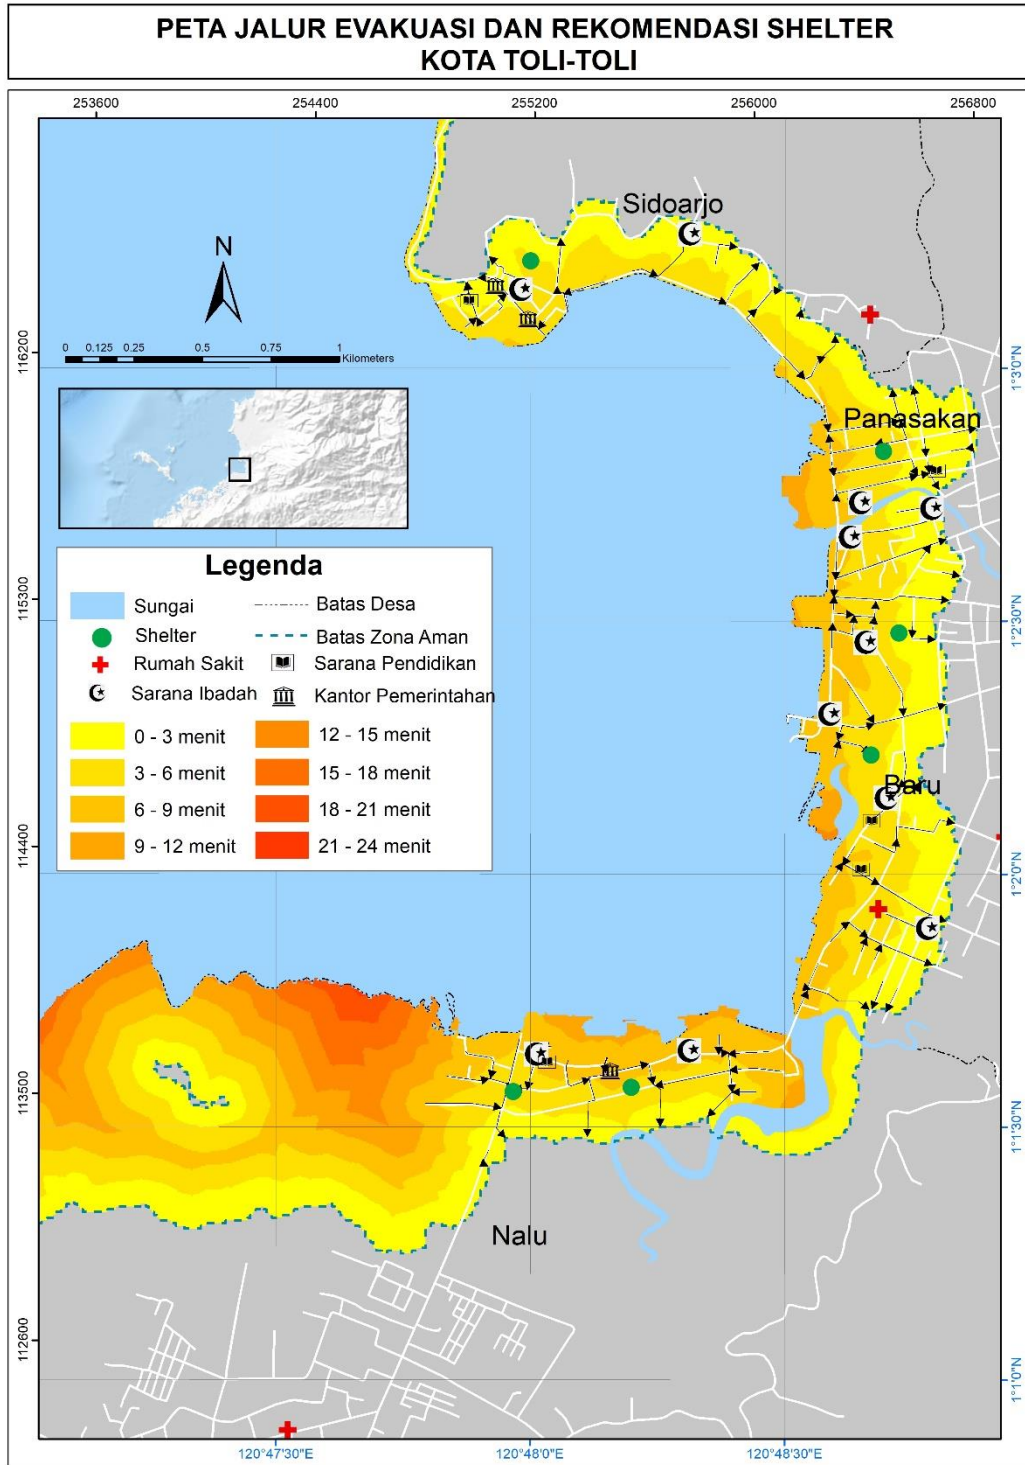 PETA JALUR EVAKUASI DAN REKOMENDASI SHELTER
KOTA TOLI-TOLI
253600 254400 255200 256000 256800
Sidoarjo
N
0 0.125 0.25 0.5 0.75 1
Kilometers
116200
1°3'0"N
Panasakan
Legenda
Sungai
Batas Desa
Shelter
Batas Zona Aman
Rumah Sakit
Sarana Pendidikan
Sarana Ibadah
Kantor Pemerintahan
0 - 3 menit
12 - 15 menit
3 - 6 menit
15 - 18 menit
6 - 9 menit
18 - 21 menit
9 - 12 menit
21 - 24 menit
115300
1°2'30"N
Baru
114400
1°2'0"N
113500
1°1'30"N
Nalu
112600
1°1'0"N
120°47'30"E 120°48'0"E 120°48'30"E